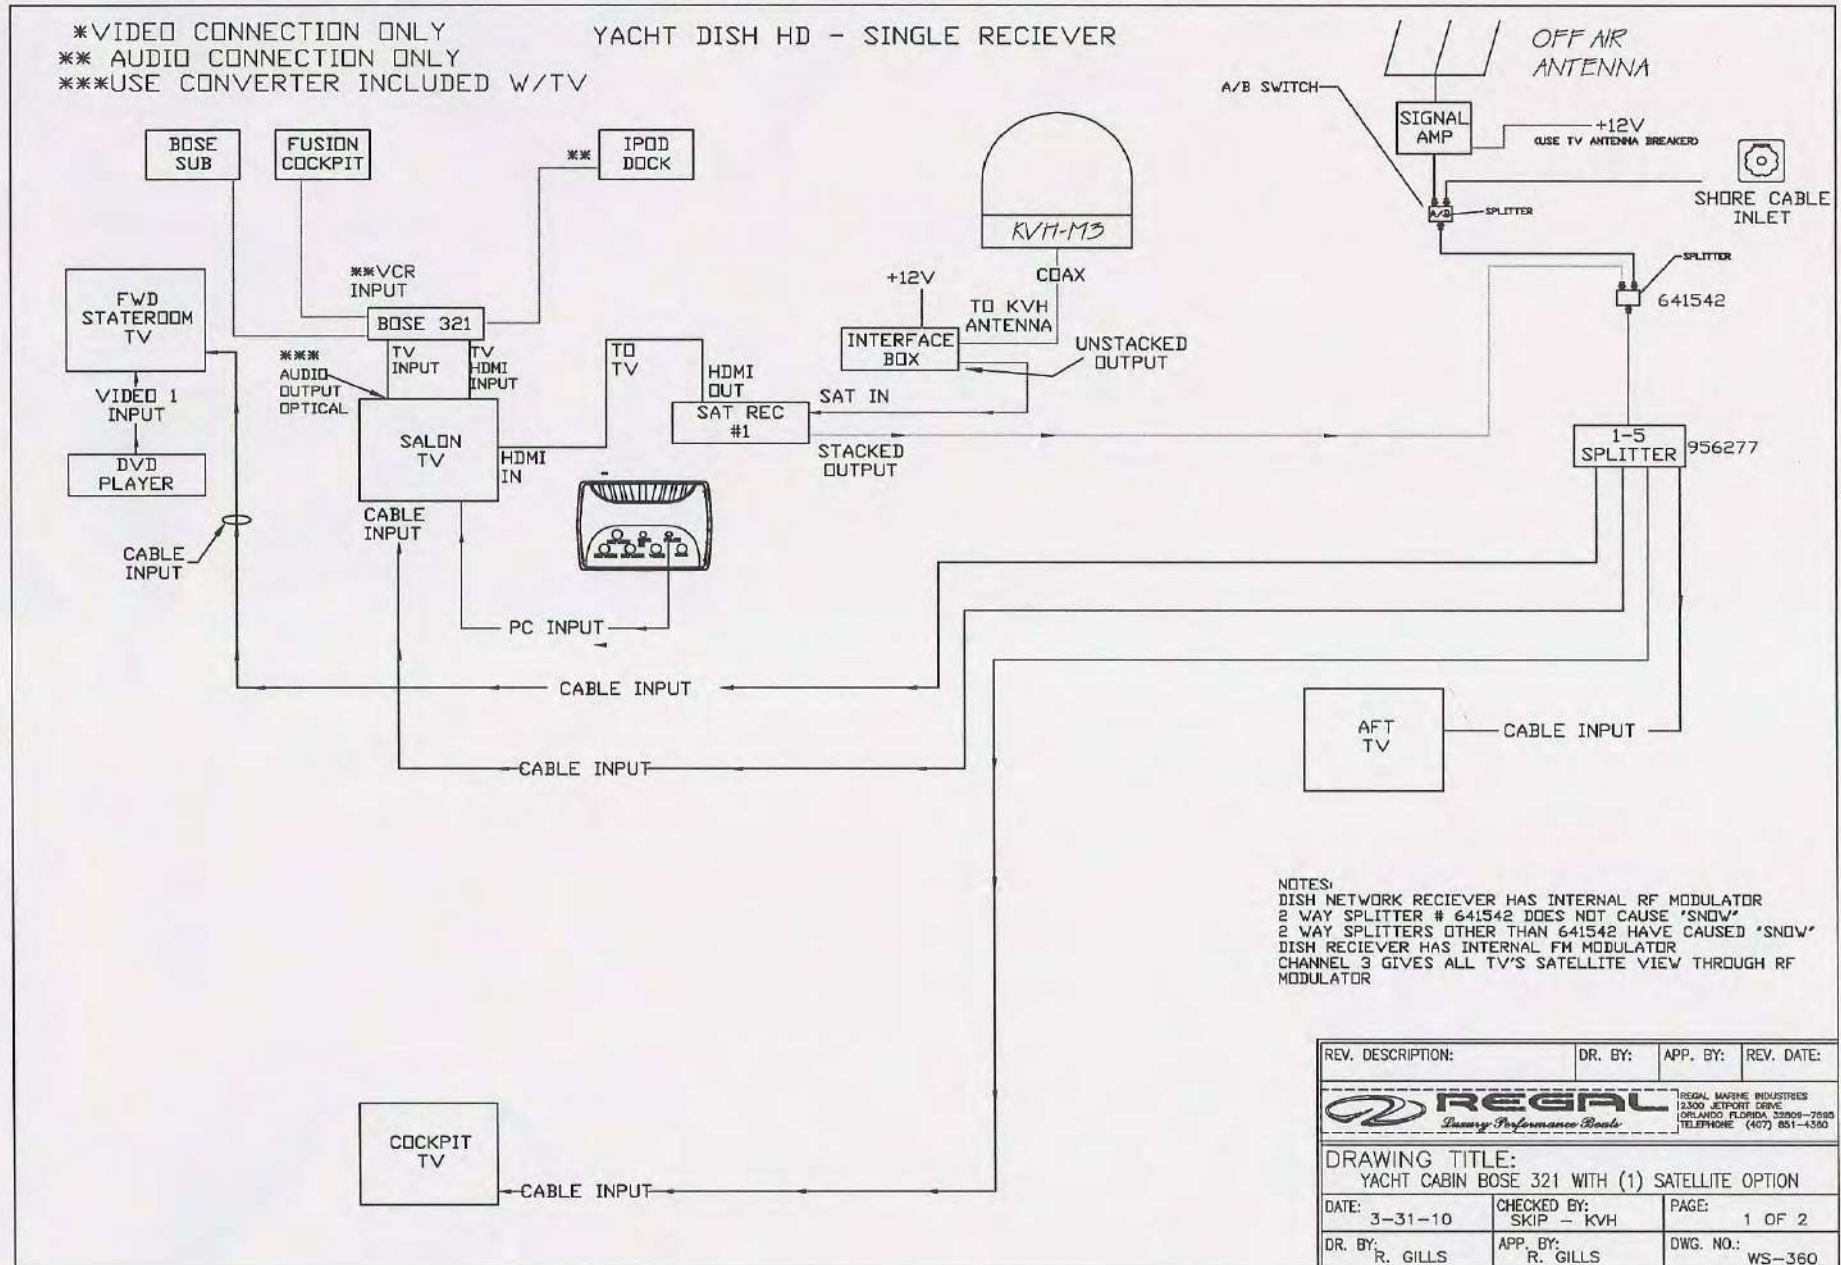 *VIDEO CONNECTION ONLY
** AUDIO CONNECTION ONLY
***USE CONVERTER INCLUDED W/TV
YACHT DISH HD - SINGLE RECIEVER
OFF AIR
ANTENNA
A/B SWITCH
SIGNAL
AMP
+12V
(USE TV ANTENNA BREAKER)
SHORE CABLE
INLET
A/B
SPLITTER
SPLITTER
641542
BOSE
SUB
FUSION
COCKPIT
**
IPOD
DOCK
KVH-M3
COAX
TO KVH
ANTENNA
+12V
INTERFACE
BOX
UNSTACKED
OUTPUT
**VCR
INPUT
BOSE 321
FWD
STATEROOM
TV
***
AUDIO
OUTPUT
OPTICAL
TV
INPUT
TV
HDMI
INPUT
TO
TV
HDMI
OUT
SAT IN
SAT REC
#1
STACKED
OUTPUT
VIDEO 1
INPUT
DVD
PLAYER
SALON
TV
HDMI
IN
1-5
SPLITTER
956277
CABLE
INPUT
CABLE
INPUT
PC INPUT
CABLE INPUT
CABLE INPUT
AFT
TV
CABLE INPUT
NOTES:
DISH NETWORK RECIEVER HAS INTERNAL RF MODULATOR
2 WAY SPLITTER # 641542 DOES NOT CAUSE "SNOW"
2 WAY SPLITTERS OTHER THAN 641542 HAVE CAUSED "SNOW"
DISH RECIEVER HAS INTERNAL FM MODULATOR
CHANNEL 3 GIVES ALL TV'S SATELLITE VIEW THROUGH RF
MODULATOR
COCKPIT
TV
CABLE INPUT
REV. DESCRIPTION:
DR. BY:
APP. BY:
REV. DATE:
REGAL
Luxury Performance Boats
REGAL MARINE INDUSTRIES
2300 JETPORT DRIVE
ORLANDO FLORIDA 32809-7895
TELEPHONE (407) 851-4360
DRAWING TITLE:
YACHT CABIN BOSE 321 WITH (1) SATELLITE OPTION
DATE:
3-31-10
CHECKED BY:
SKIP - KVH
PAGE:
1 OF 2
DR. BY:
R. GILLS
APP. BY:
R. GILLS
DWG. NO.:
WS-360